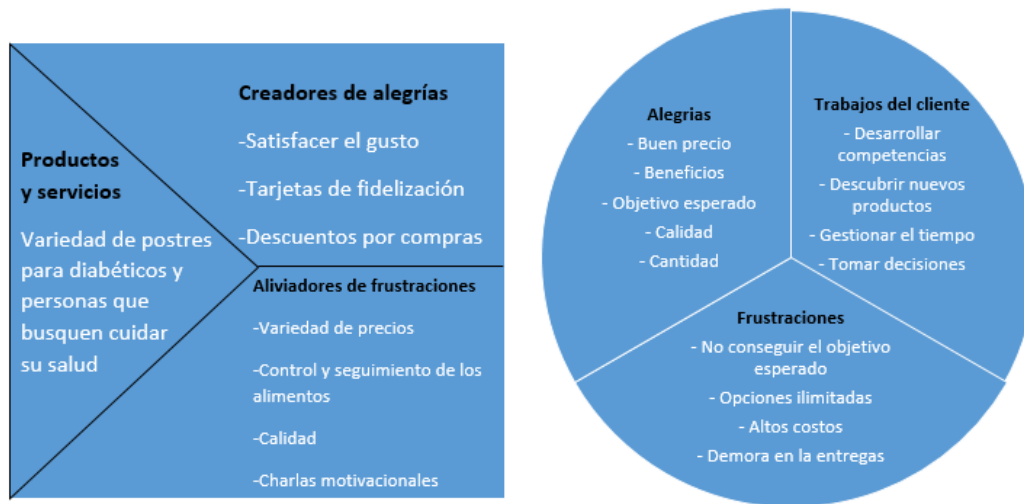 Productos
y servicios
Variedad de postres
para diabéticos y
personas que
busquen cuidar
su salud
Creadores de alegrías
-Satisfacer el gusto
-Tarjetas de fidelización
-Descuentos por compras
Aliviadores de frustraciones
-Variedad de precios
-Control y seguimiento de los
alimentos
-Calidad
-Charlas motivacionales
Alegrias
- Buen precio
- Beneficios
- Objetivo esperado
- Calidad
- Cantidad
Trabajos del cliente
- Desarrollar
competencias
- Descubrir nuevos
productos
- Gestionar el tiempo
- Tomar decisiones
Frustraciones
- No conseguir el objetivo
esperado
- Opciones ilimitadas
- Altos costos
- Demora en la entregas